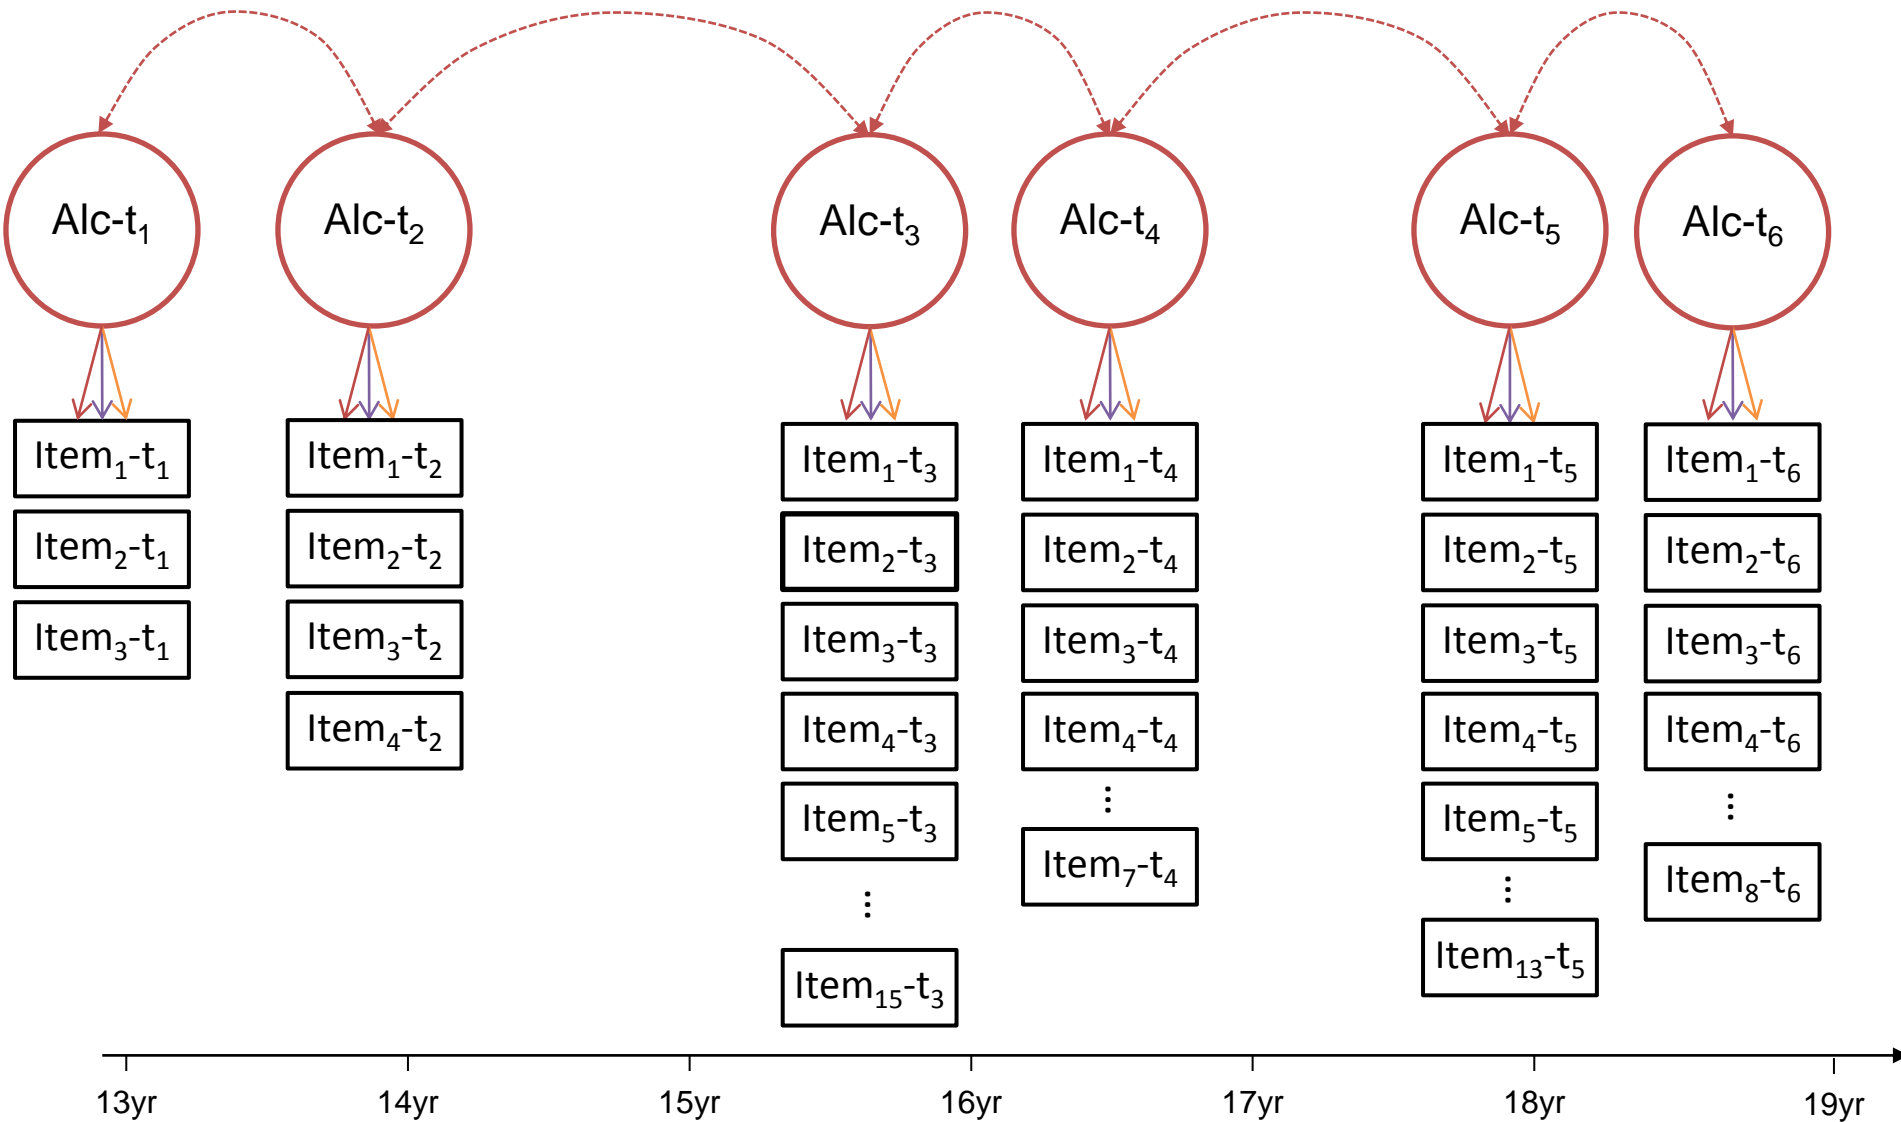 Alc-t₁ Alc-t₂ Alc-t₃ Alc-t₄ Alc-t₅ Alc-t₆
Item₁-t₁ Item₁-t₂ Item₁-t₃ Item₁-t₄ Item₁-t₅ Item₁-t₆
Item₂-t₁ Item₂-t₂ Item₂-t₃ Item₂-t₄ Item₂-t₅ Item₂-t₆
Item₃-t₁ Item₃-t₂ Item₃-t₃ Item₃-t₄ Item₃-t₅ Item₃-t₆
Item₄-t₂ Item₄-t₃ Item₄-t₄ Item₄-t₅ Item₄-t₆
Item₅-t₃ ⋮ Item₅-t₅ ⋮
⋮ Item₇-t₄ ⋮ Item₈-t₆
Item₁₅-t₃ Item₁₃-t₅
13yr 14yr 15yr 16yr 17yr 18yr 19yr